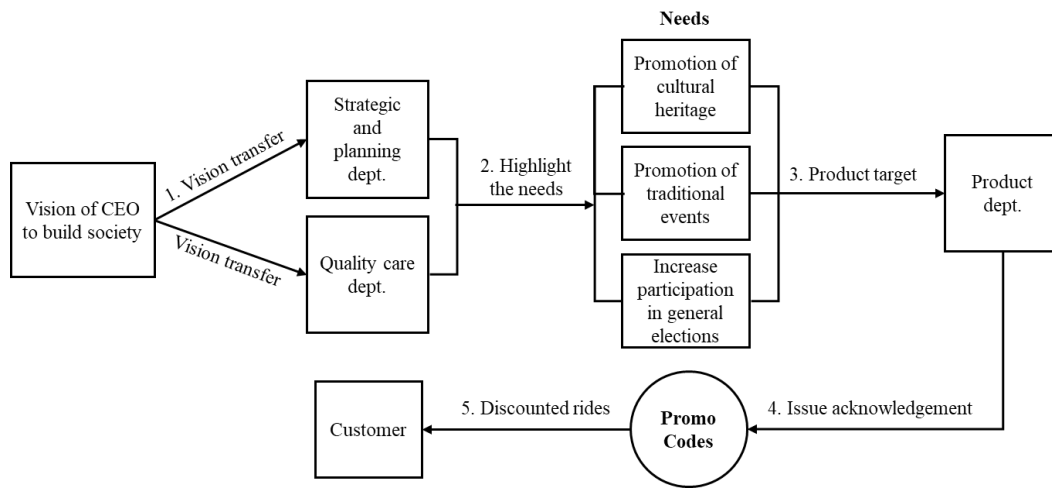 Needs
Promotion of
cultural
heritage
Strategic
and
planning
dept.
1. Vision transfer
2. Highlight
the needs
Promotion of
traditional
events
3. Product target
Product
dept.
Vision of CEO
to build society
Vision transfer
Quality care
dept.
Increase
participation
in general
elections
Customer
5. Discounted rides
Promo
Codes
4. Issue acknowledgement